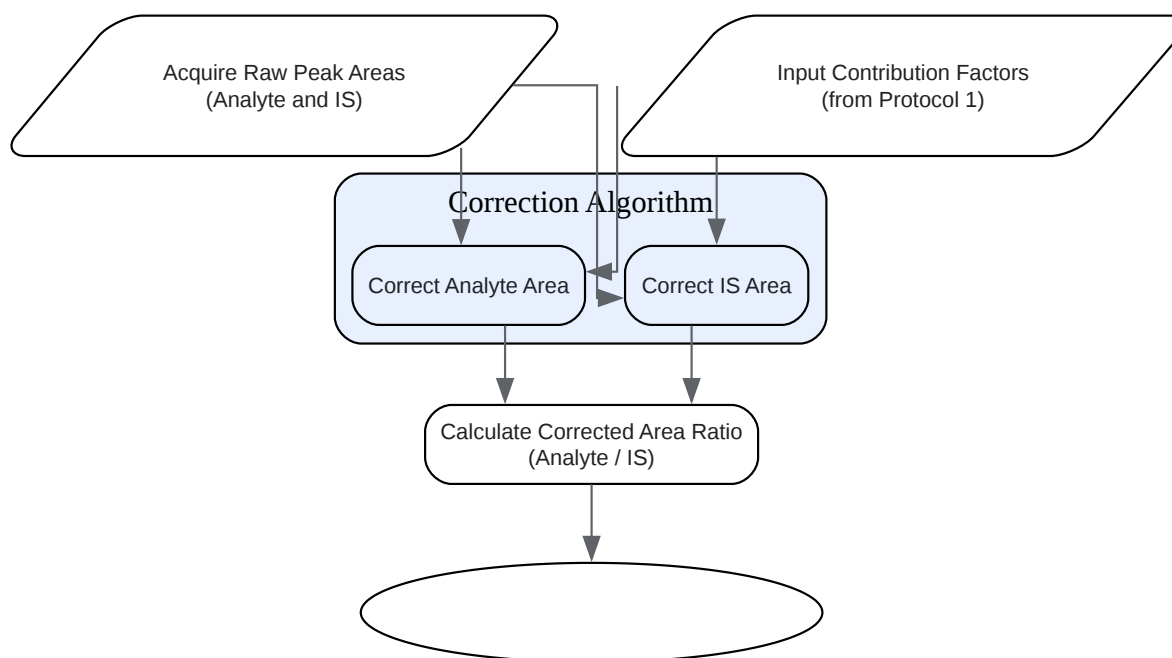 Acquire Raw Peak Areas
(Analyte and IS)
Input Contribution Factors
(from Protocol 1)
Correction Algorithm
Correct Analyte Area
Correct IS Area
Calculate Corrected Area Ratio
(Analyte / IS)